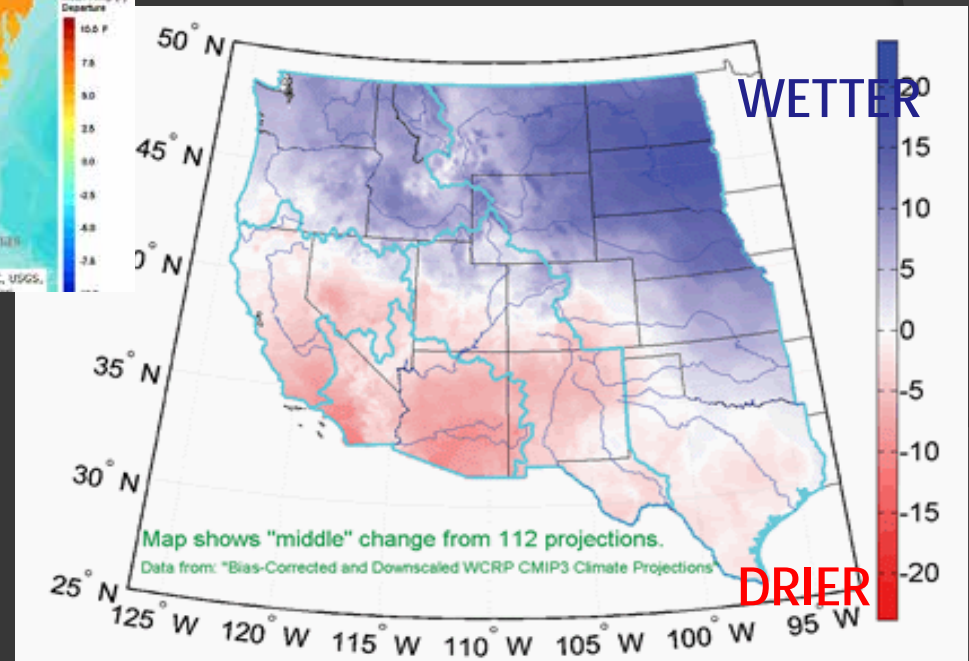 Departure
10.0 F
7.5
5.0
2.5
0.0
-2.5
-5.0
-7.5
, USGS,
50° N
45° N
0° N
35° N
30° N
25° N
125° W
120° W
115° W
110° W
105° W
100° W
95° W
WETTER
20
15
10
5
0
-5
-10
-15
-20
DRIER
Map shows "middle" change from 112 projections.
Data from: "Bias-Corrected and Downscaled WCRP CMIP3 Climate Projections"